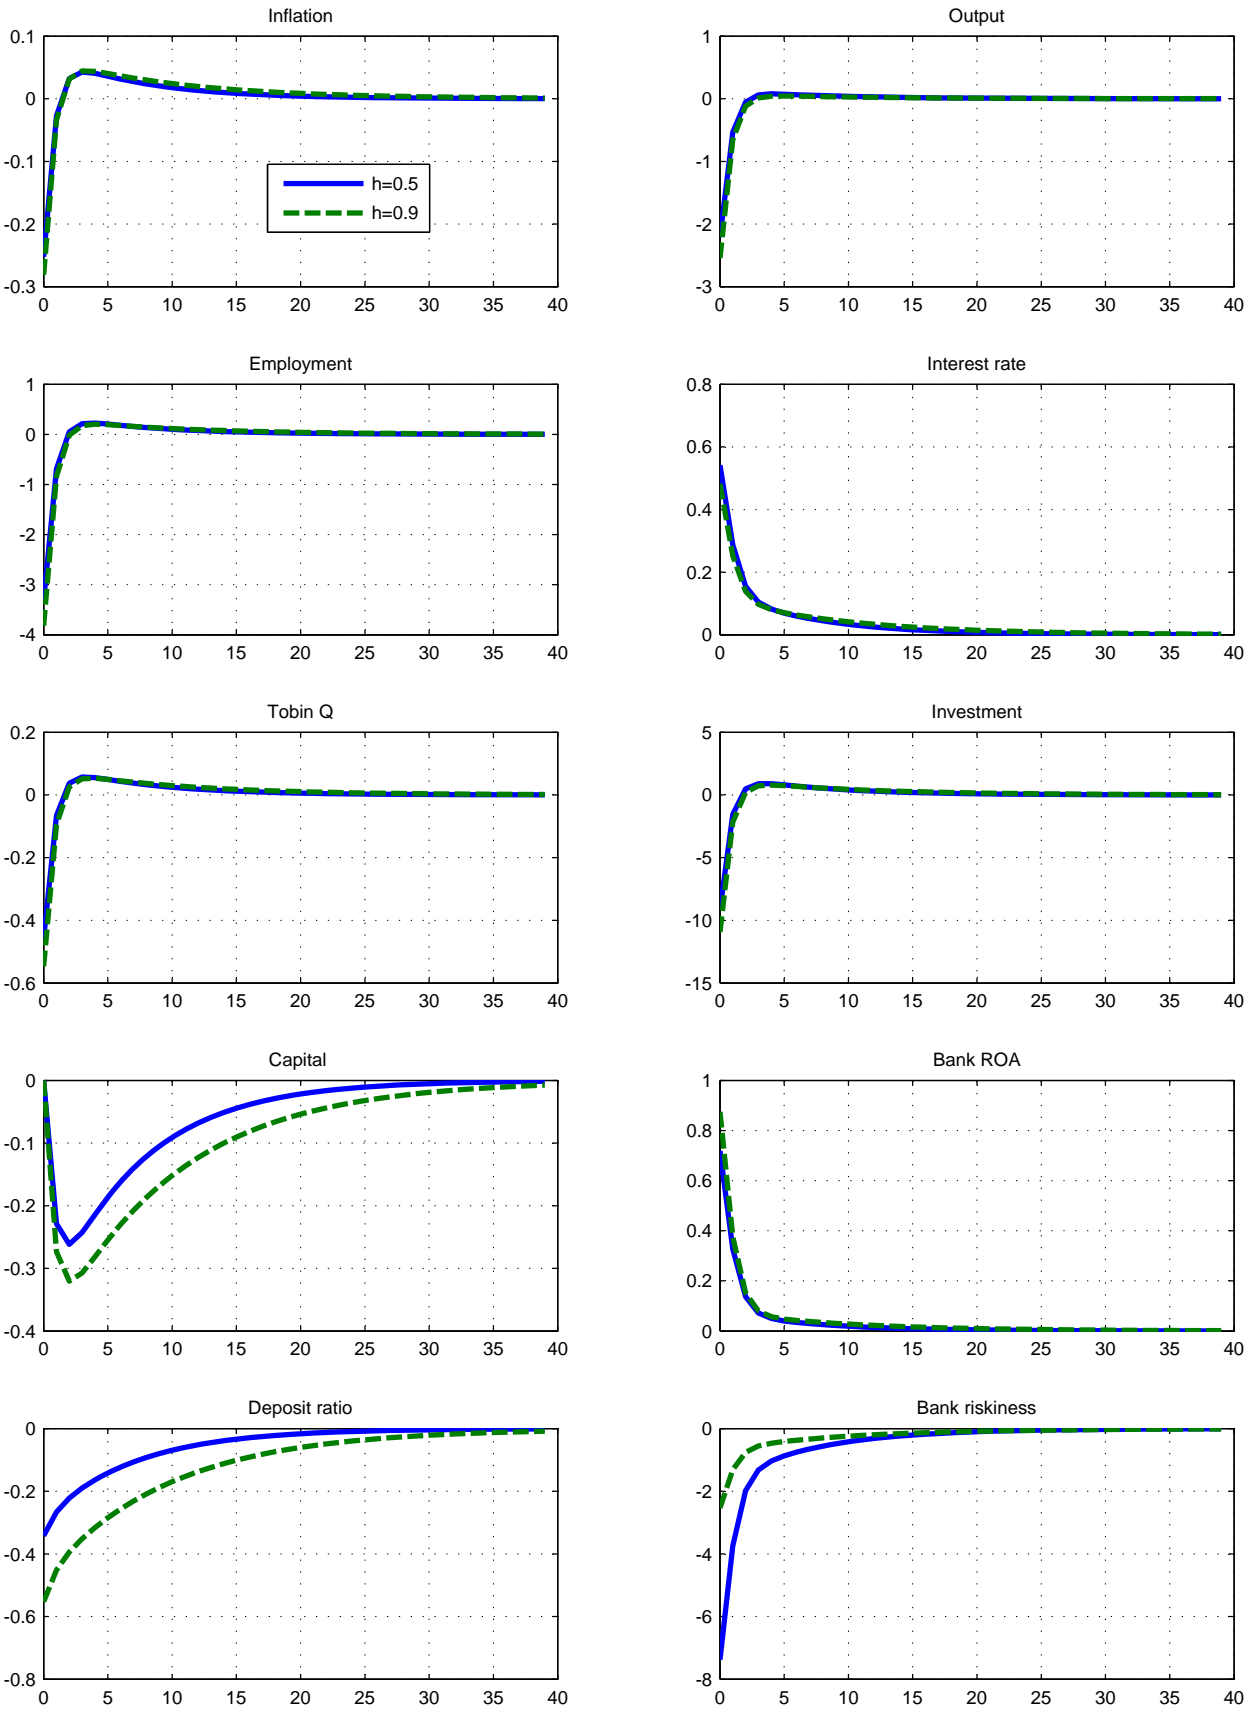 Inflation
0.1
0
-0.1
-0.2
-0.3
0 5 10 15 20 25 30 35 40
h=0.5
h=0.9
Output
1
0
-1
-2
-3
0 5 10 15 20 25 30 35 40
Employment
1
0
-1
-2
-3
-4
0 5 10 15 20 25 30 35 40
Interest rate
0.8
0.6
0.4
0.2
0
0 5 10 15 20 25 30 35 40
Tobin Q
0.2
0
-0.2
-0.4
-0.6
0 5 10 15 20 25 30 35 40
Investment
5
0
-5
-10
-15
0 5 10 15 20 25 30 35 40
Capital
0
-0.1
-0.2
-0.3
-0.4
0 5 10 15 20 25 30 35 40
Bank ROA
1
0.8
0.6
0.4
0.2
0
0 5 10 15 20 25 30 35 40
Deposit ratio
0
-0.2
-0.4
-0.6
-0.8
0 5 10 15 20 25 30 35 40
Bank riskiness
0
-2
-4
-6
-8
0 5 10 15 20 25 30 35 40